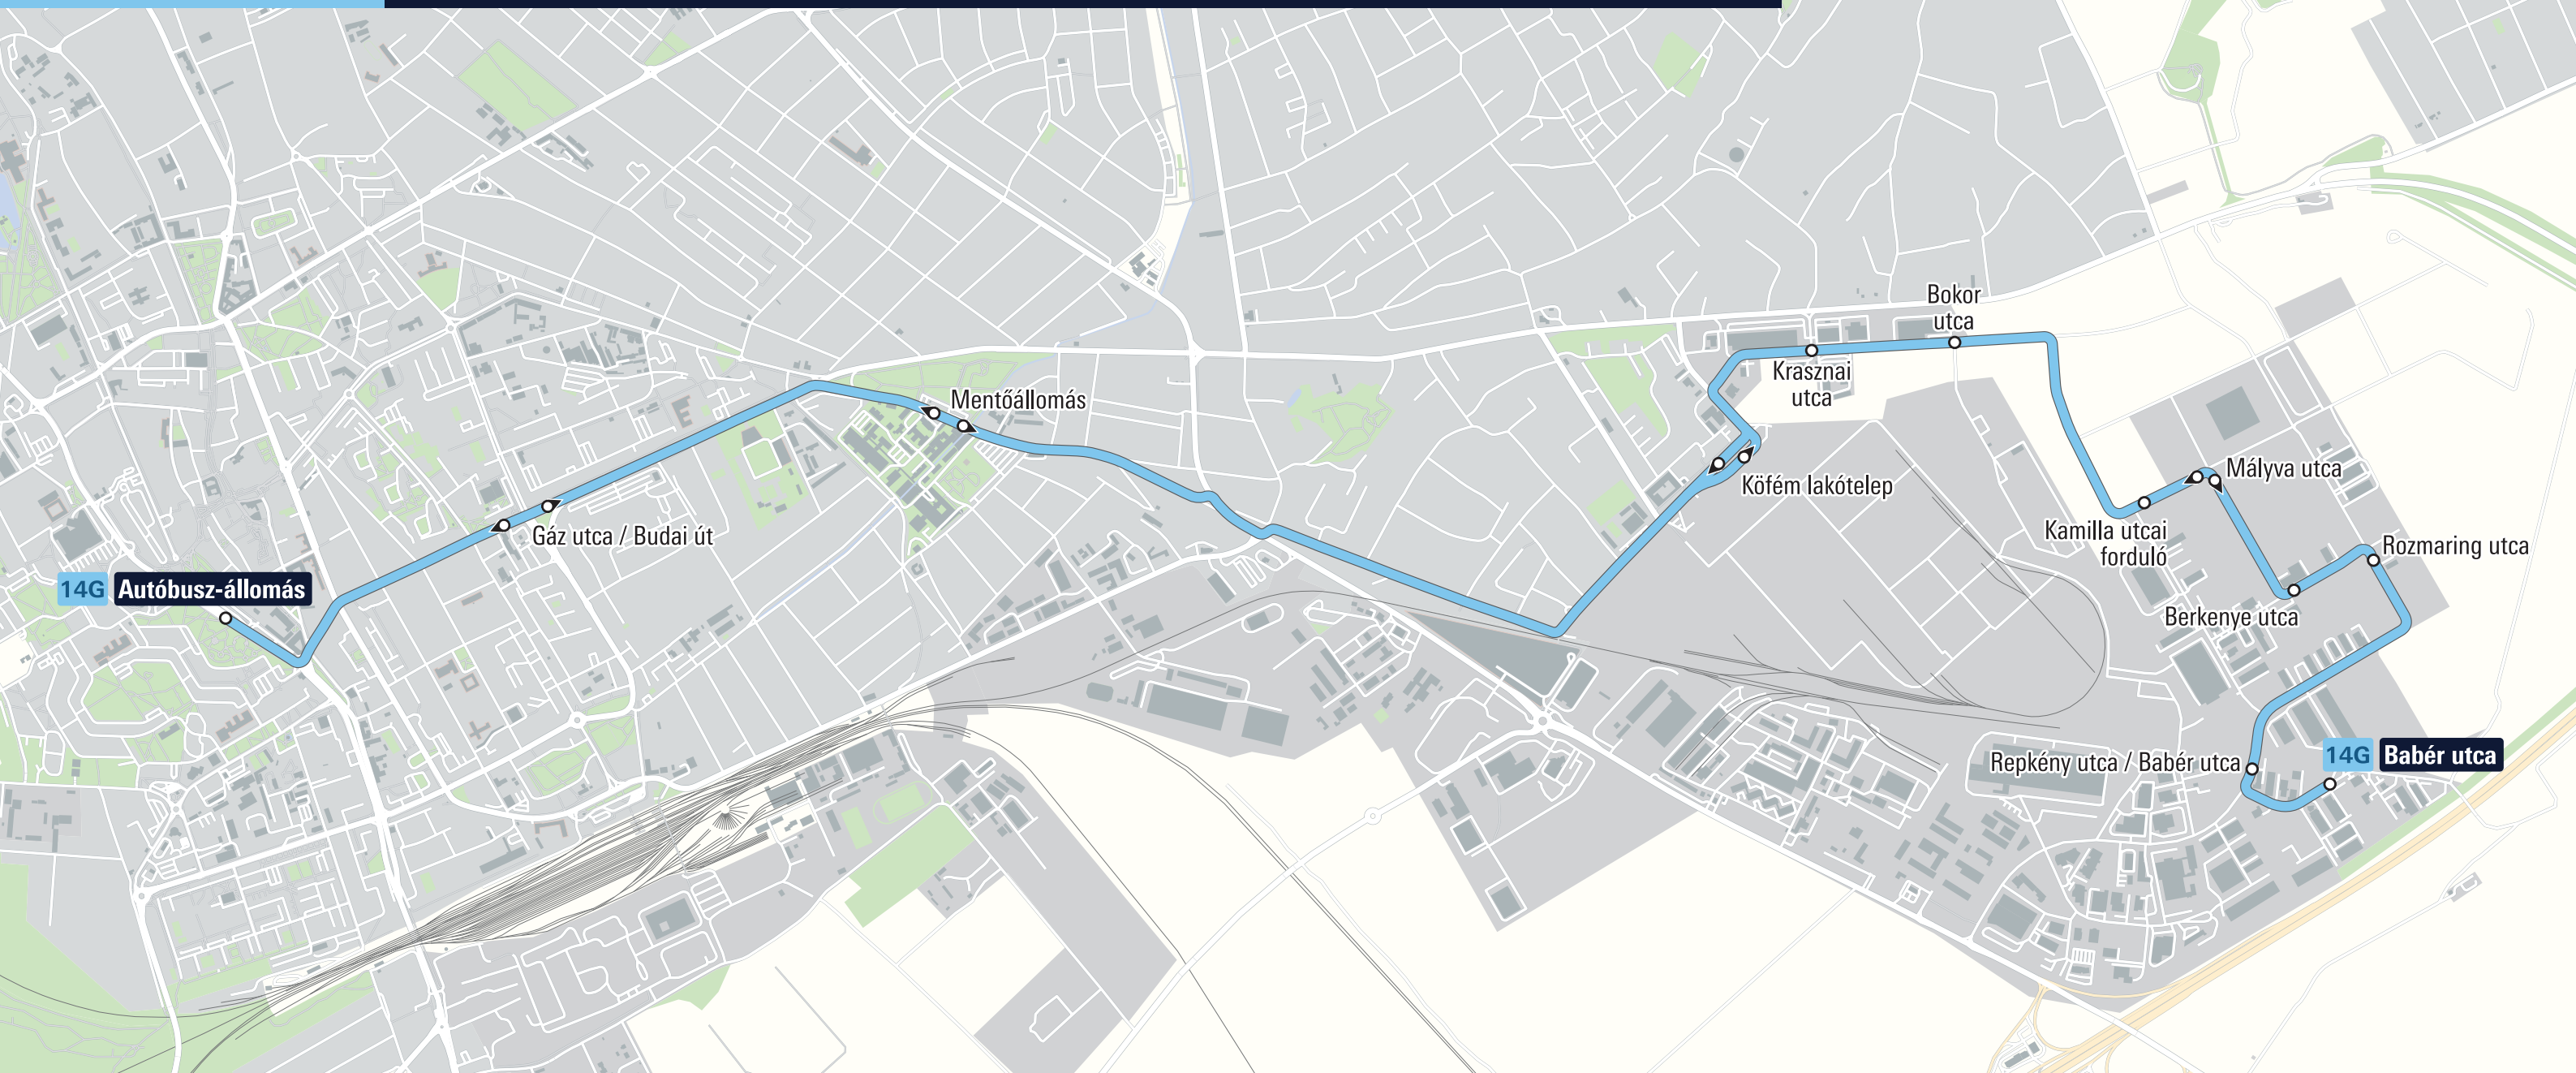 Bokor
utca
Krasznai
utca
Mentőállomás
Mályva utca
Köfém lakótelep
Kamilla utcai
forduló
Gáz utca / Budai út
Rozmaring utca
14G Autóbusz-állomás
Berkenye utca
Repkény utca / Babér utca
14G Babér utca